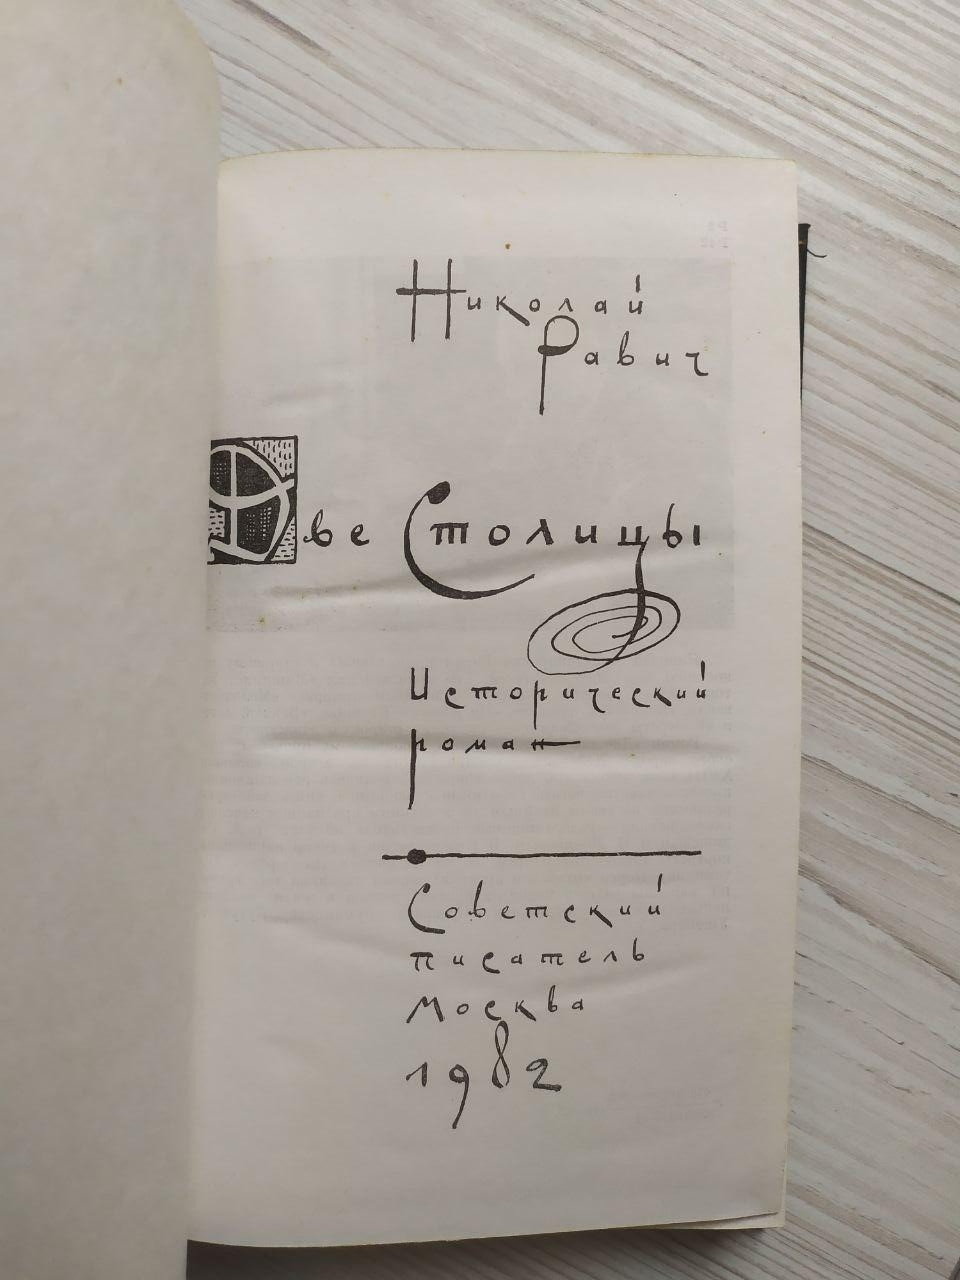 Николай
Равич
Две Столицы
Исторический
роман
Советский
писатель
Москва
1982